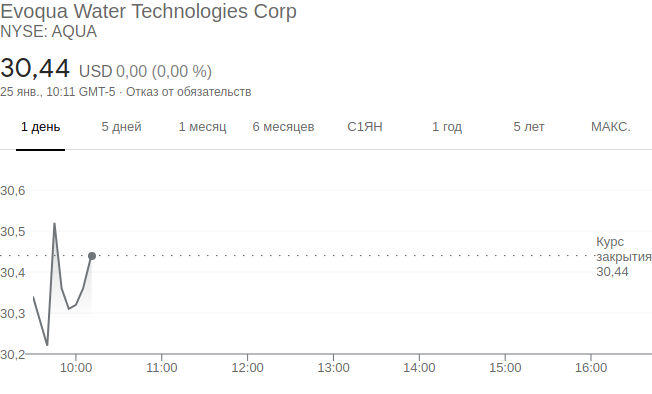 Evoqua Water Technologies Corp
NYSE: AQUA
30,44 USD 0,00 (0,00 %)
25 янв., 10:11 GMT-5 · Отказ от обязательств
1 день 5 дней 1 месяц 6 месяцев С1ЯН 1 год 5 лет МАКС.
30,6
30,5
Курс
закрытия
30,44
30,4
30,3
30,2
10:00 11:00 12:00 13:00 14:00 15:00 16:00